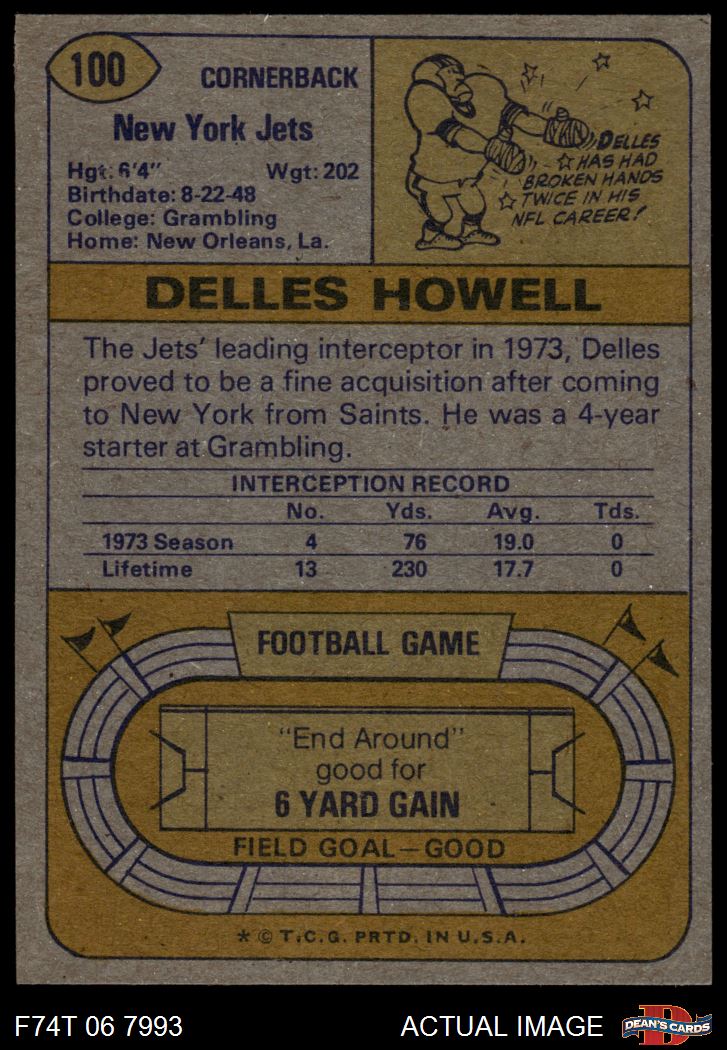 100
CORNERBACK
New York Jets
Hgt: 6'4" Wgt: 202
Birthdate: 8-22-48
College: Grambling
Home: New Orleans, La.
DELLES
HAS HAD
BROKEN HANDS
TWICE IN HIS
NFL CAREER!
DELLES HOWELL
The Jets' leading interceptor in 1973, Delles
proved to be a fine acquisition after coming
to New York from Saints. He was a 4-year
starter at Grambling.
INTERCEPTION RECORD
No. Yds. Avg. Tds.
1973 Season 4 76 19.0 0
Lifetime 13 230 17.7 0
FOOTBALL GAME
"End Around"
good for
6 YARD GAIN
FIELD GOAL—GOOD
* © T.C.G. PRTD. IN U.S.A.
F74T 06 7993 ACTUAL IMAGE
D
DEAN'S CARDS